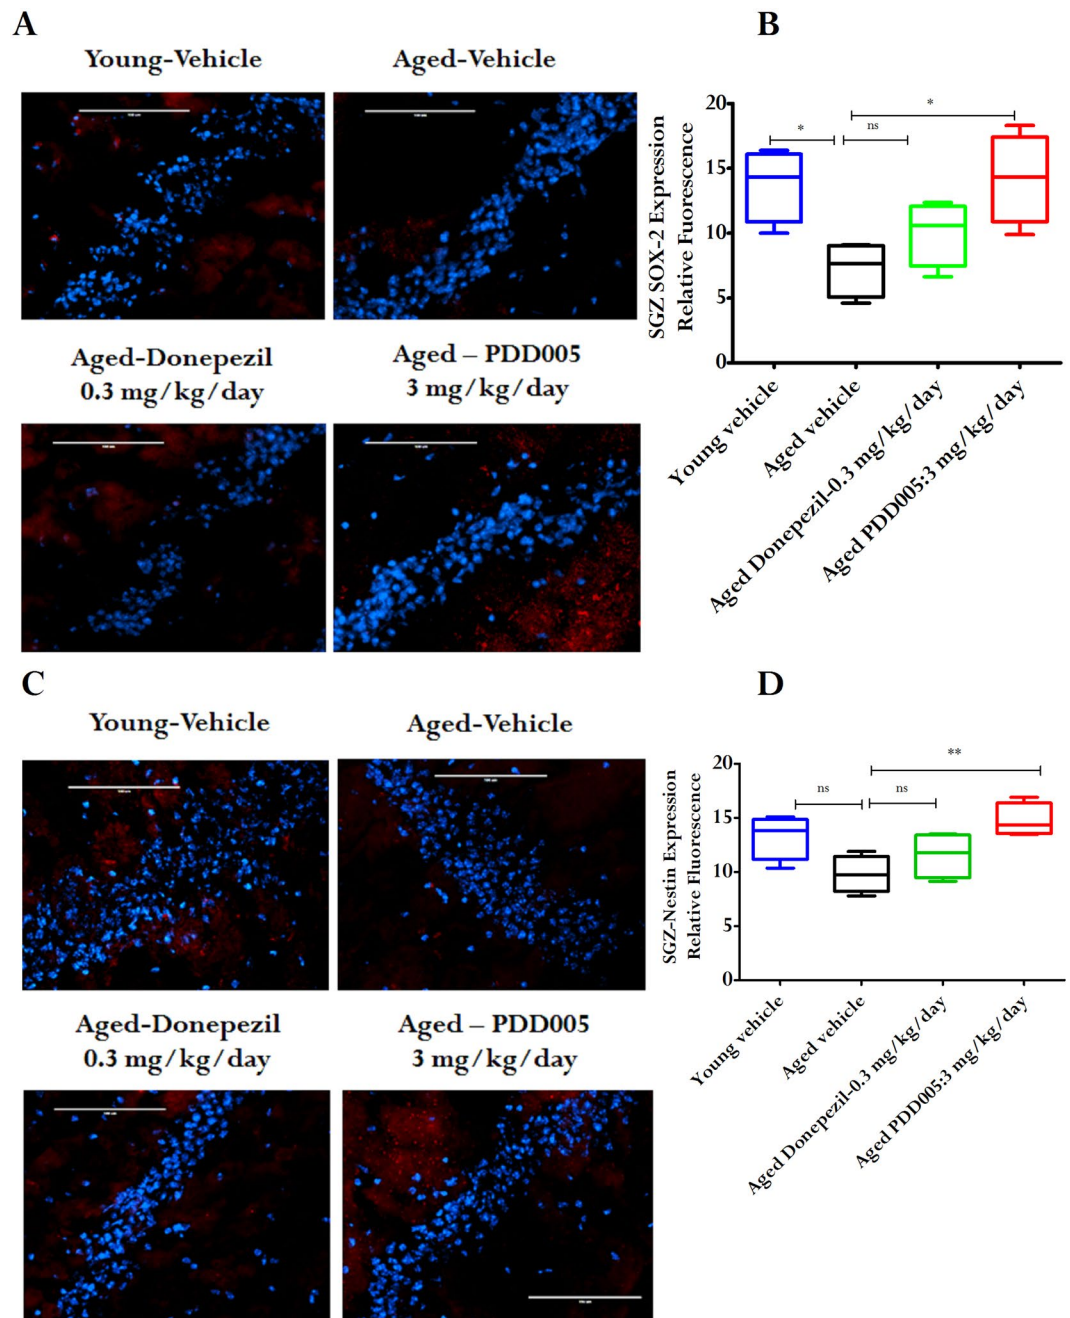 A
Young-Vehicle
Aged-Vehicle
Aged-Donepezil
0.3 mg/kg/day
Aged – PDD005
3 mg/kg/day
B
SGZ SOX-2 Expression
Relative Fuorescence
20
15
10
5
0
*
ns
*
Young vehicle
Aged vehicle
Aged Donepezil-0.3 mg/kg/day
Aged PDD005:3 mg/kg/day
C
Young-Vehicle
Aged-Vehicle
Aged-Donepezil
0.3 mg/kg/day
Aged – PDD005
3 mg/kg/day
D
SGZ-Nestin Expression
Relative Fluorescence
20
15
10
5
0
ns
ns
**
Young vehicle
Aged vehicle
Aged Donepezil-0.3 mg/kg/day
Aged PDD005:3 mg/kg/day